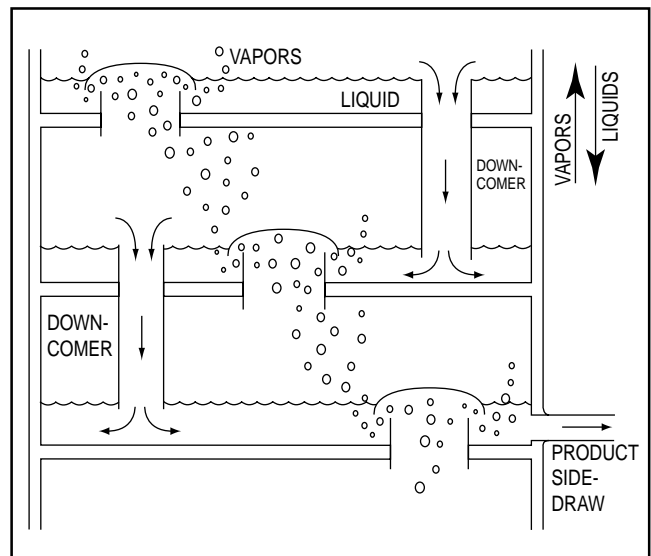 VAPORS
LIQUID
VAPORS
LIQUIDS
DOWN-
COMER
DOWN-
COMER
PRODUCT
SIDE-
DRAW